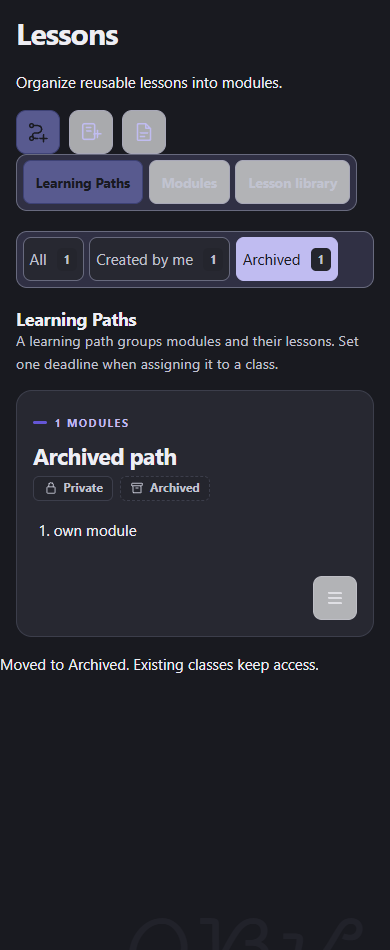 Lessons
Organize reusable lessons into modules.
Learning Paths Modules Lesson library
All 1 Created by me 1 Archived 1
Learning Paths
A learning path groups modules and their lessons. Set
one deadline when assigning it to a class.
1 MODULES
Archived path
Private Archived
1. own module
Moved to Archived. Existing classes keep access.